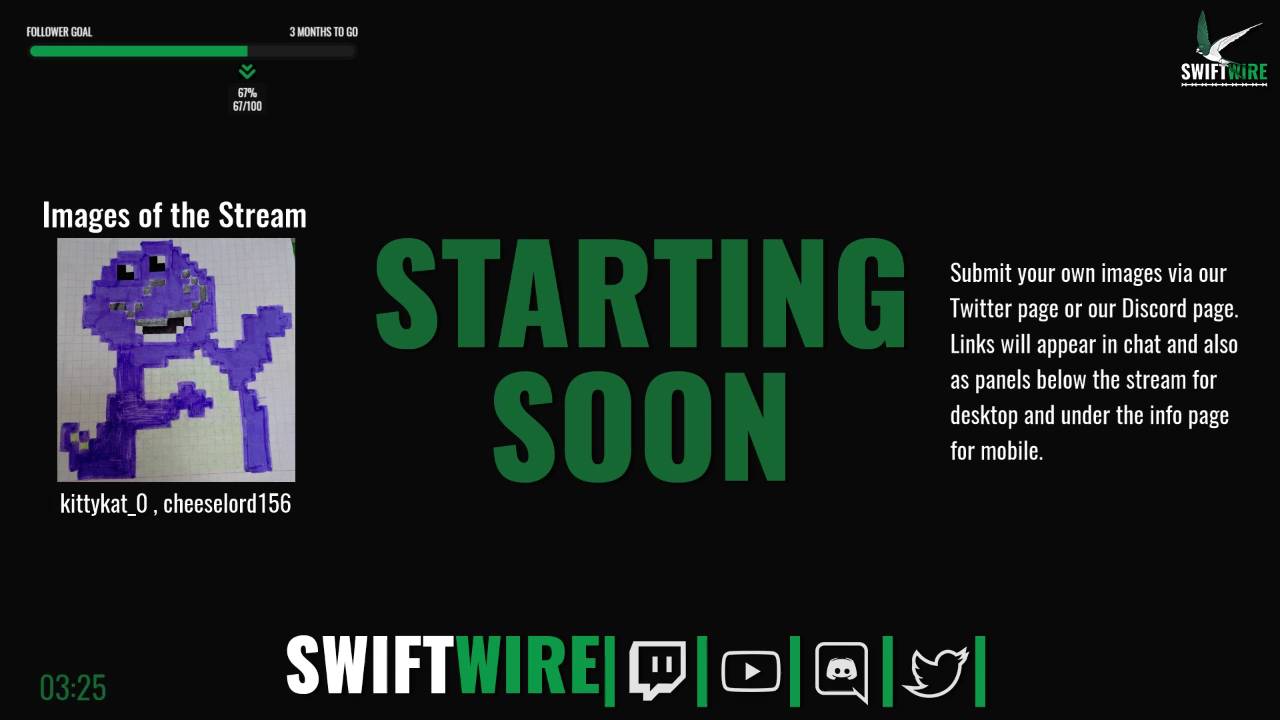 FOLLOWER GOAL
3 MONTHS TO GO
67%
67/100
SWIFTWIRE
Images of the Stream
kittykat_0 , cheeselord156
STARTING
SOON
Submit your own images via our
Twitter page or our Discord page.
Links will appear in chat and also
as panels below the stream for
desktop and under the info page
for mobile.
03:25
SWIFTWIRE